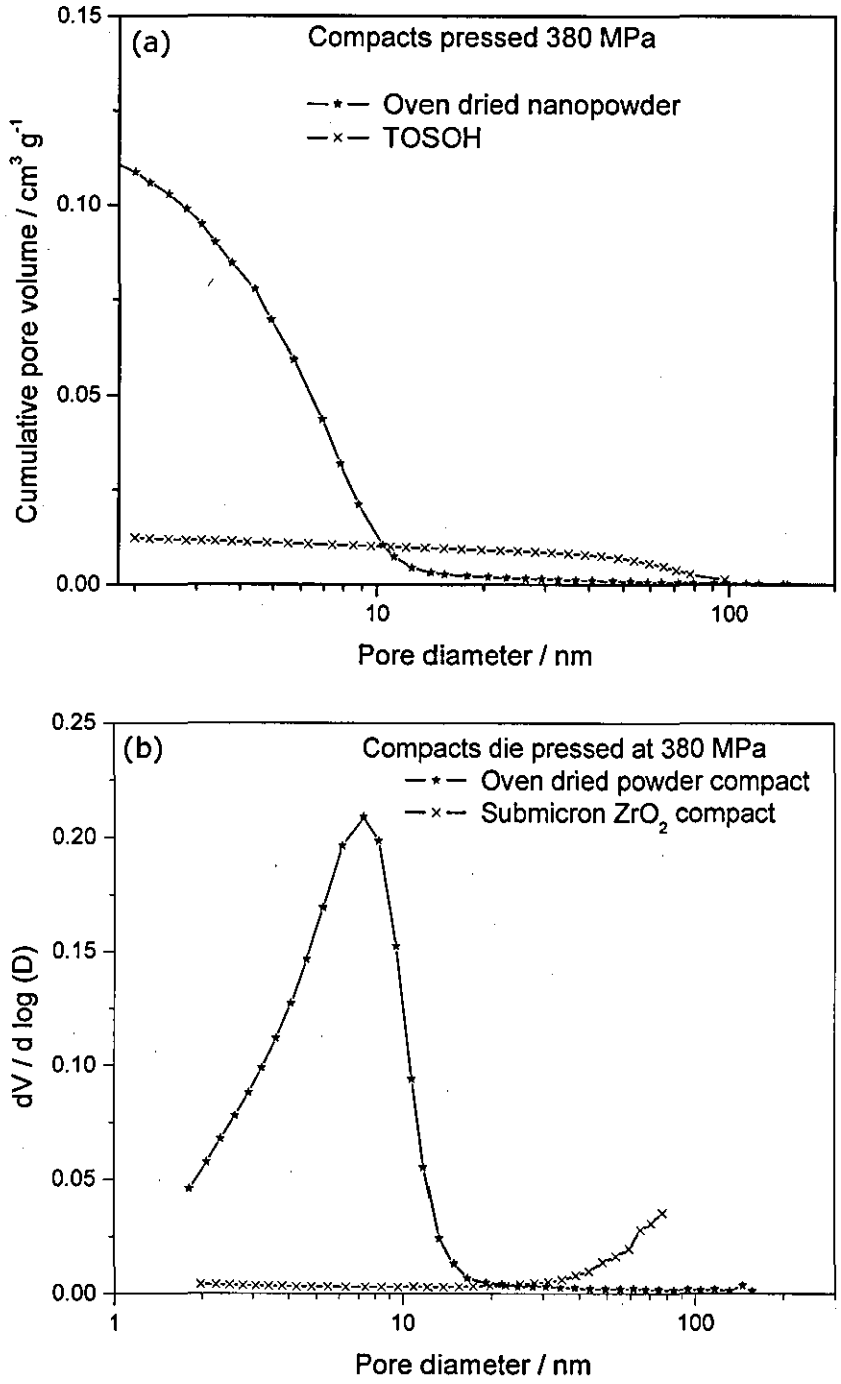 (a)
Compacts pressed 380 MPa
Oven dried nanopowder
TOSOH
Cumulative pore volume / cm³ g⁻¹
0.15
0.10
0.05
0.00
10
100
Pore diameter / nm
(b)
Compacts die pressed at 380 MPa
Oven dried powder compact
Submicron ZrO₂ compact
dV / d log (D)
0.25
0.20
0.15
0.10
0.05
0.00
1
10
100
Pore diameter / nm